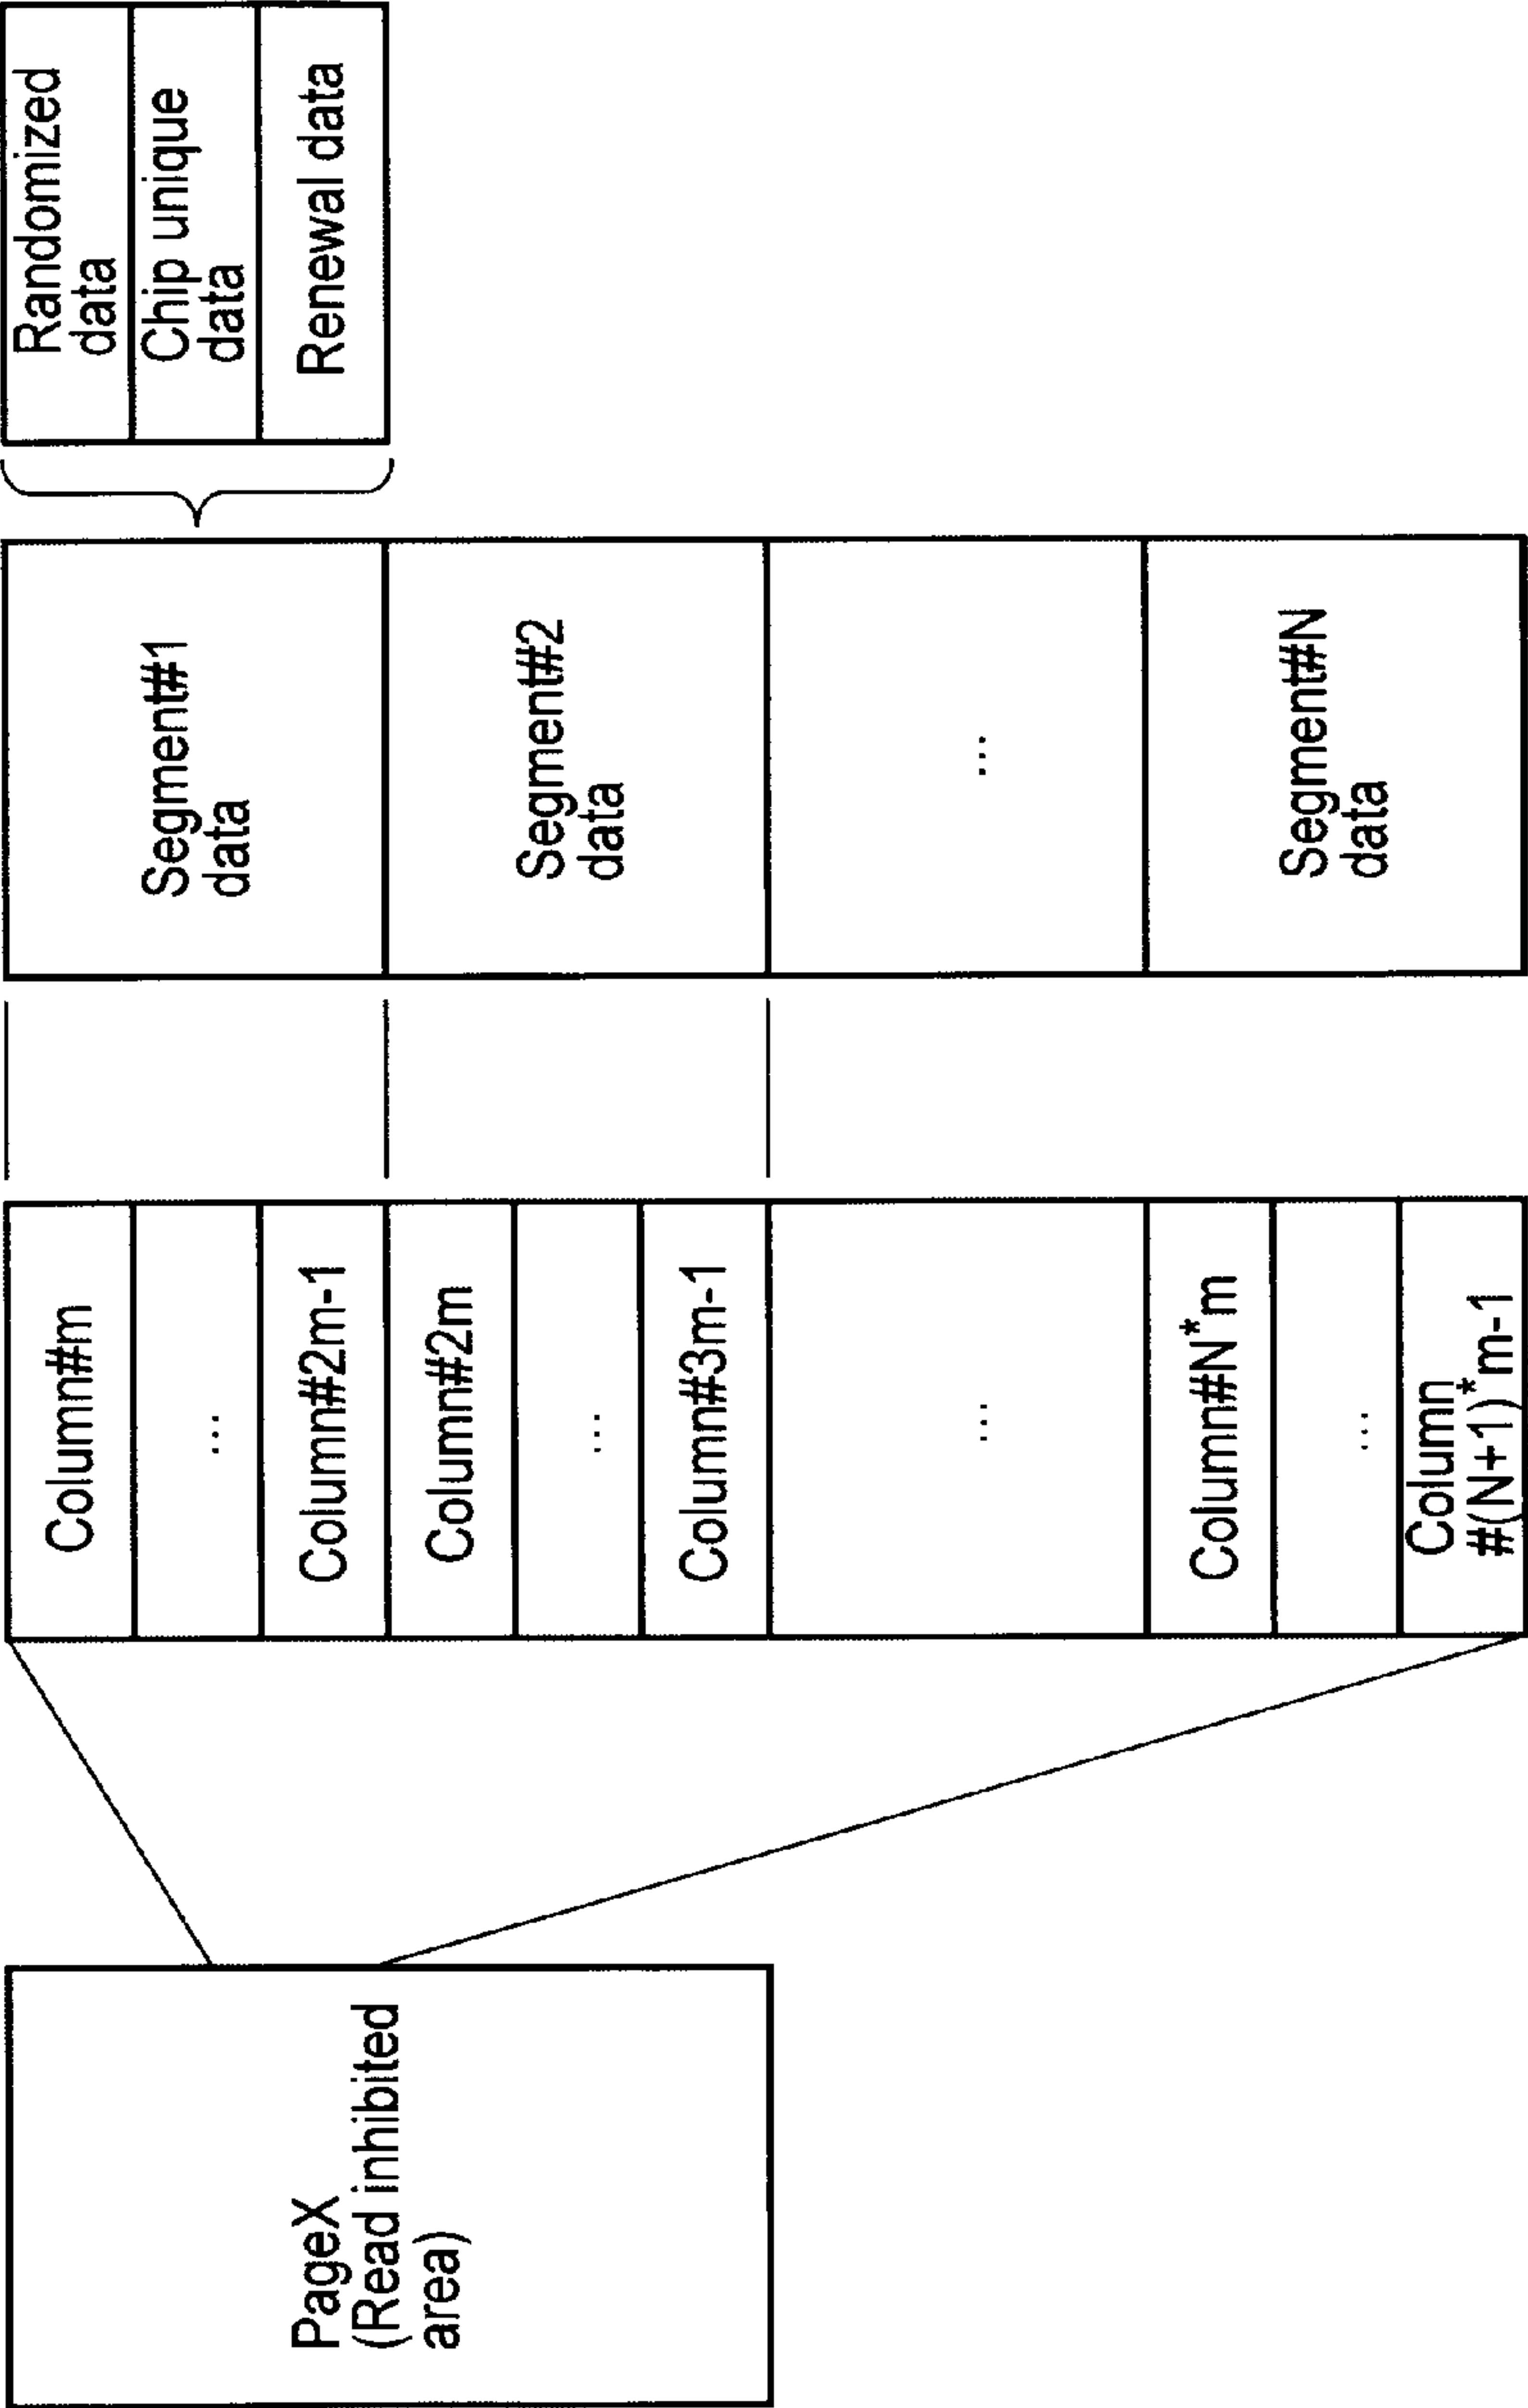 PageX
(Read inhibited
area)
Column#m
...
Column#2m-1
Column#2m
...
Column#3m-1
...
Column#N*m
...
Column
#(N+1)*m-1
Segment#1
data
Segment#2
data
...
Segment#N
data
Randomized
data
Chip unique
data
Renewal data